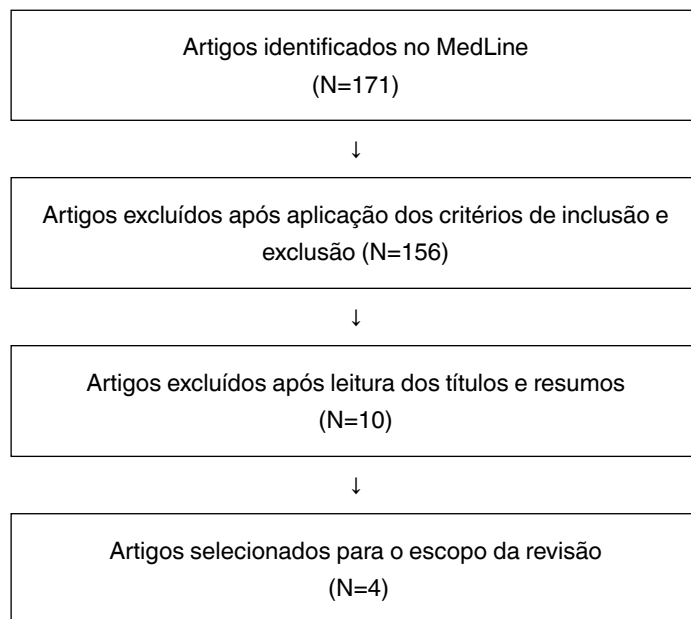 Artigos identificados no MedLine
(N=171)
↓
Artigos excluídos após aplicação dos critérios de inclusão e
exclusão (N=156)
↓
Artigos excluídos após leitura dos títulos e resumos
(N=10)
↓
Artigos selecionados para o escopo da revisão
(N=4)